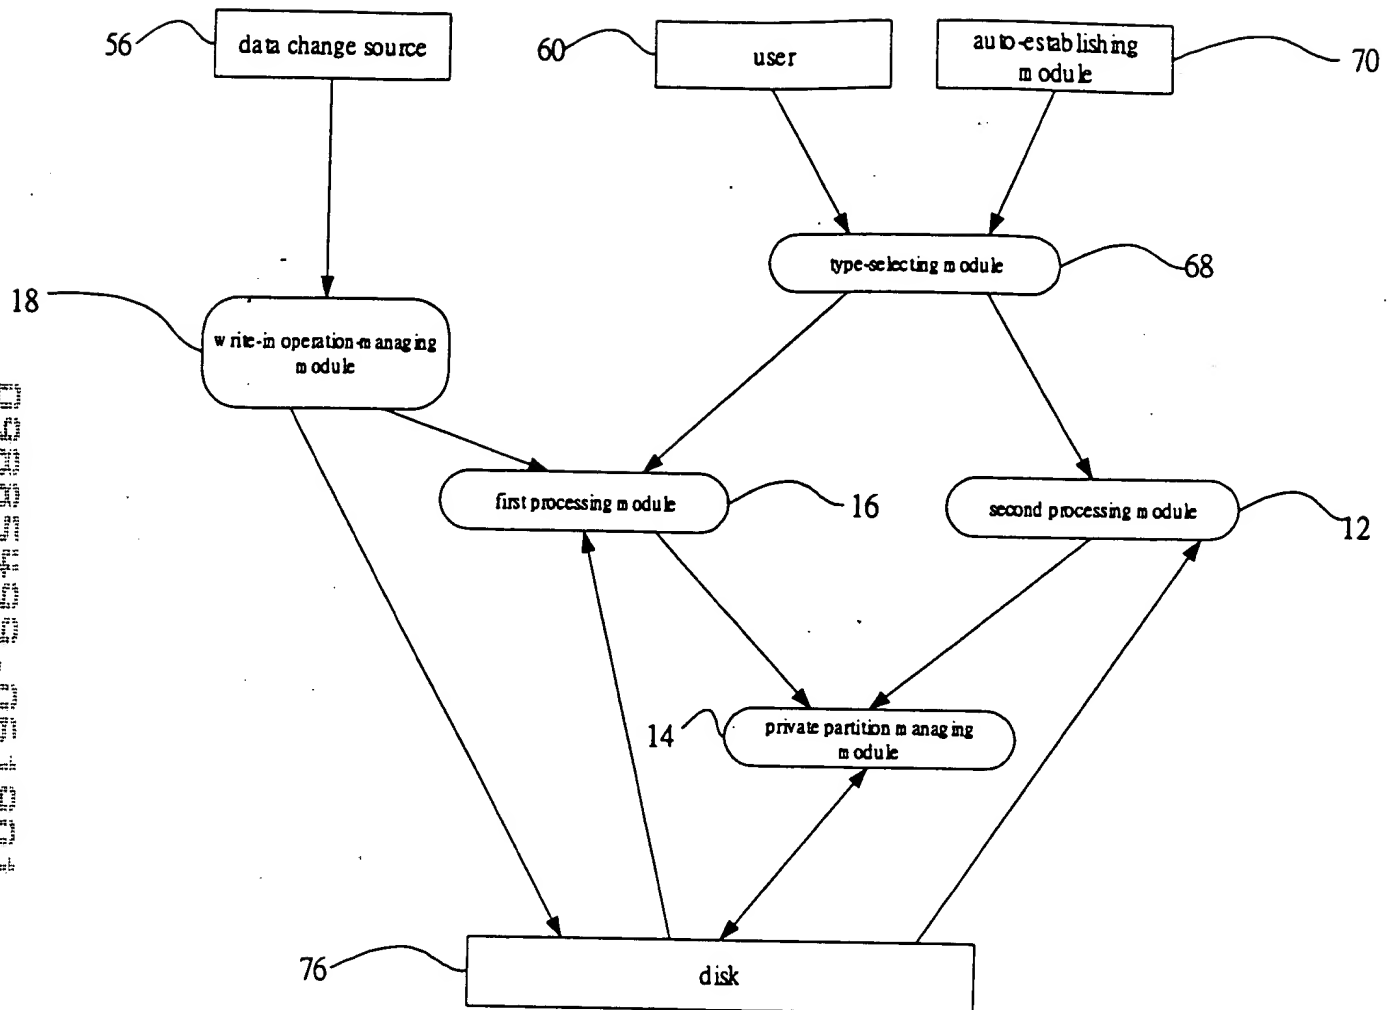 56
data change source
60
user
auto-establishing
module
70
type-selecting module
68
18
write-in operation-managing
module
first processing module
16
second processing module
12
14
private partition managing
module
76
disk